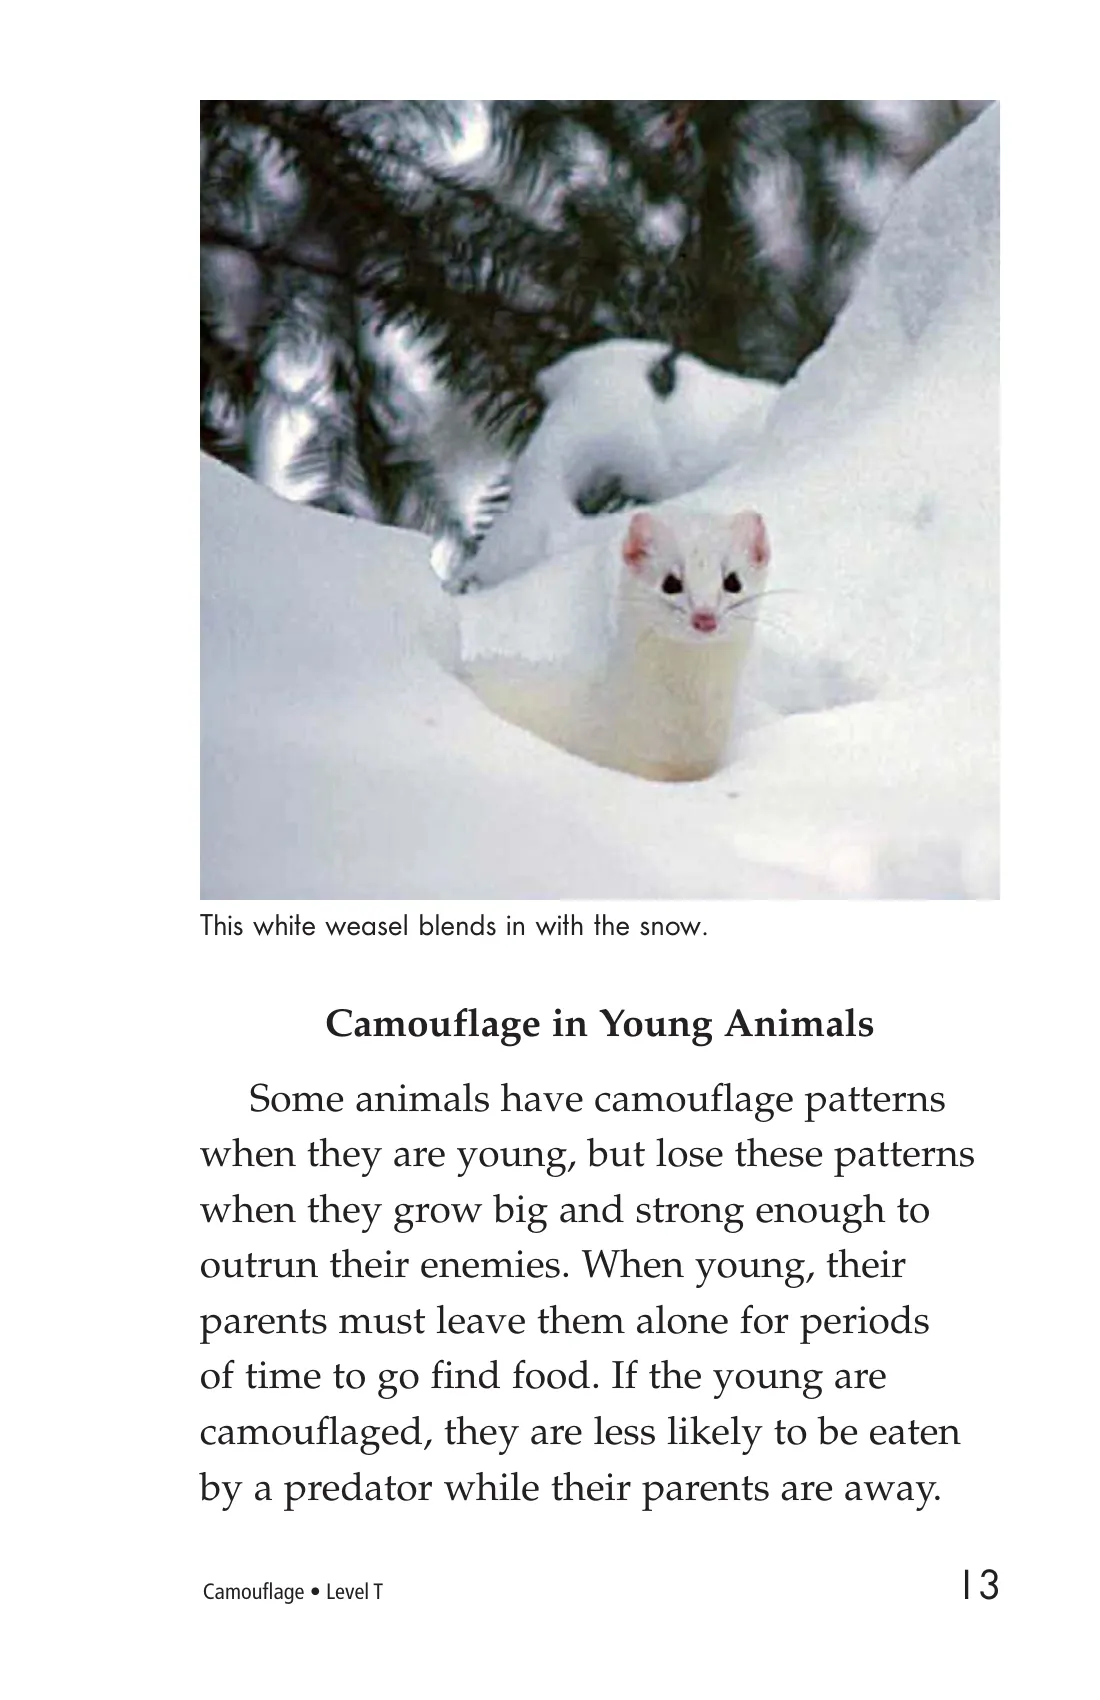 This white weasel blends in with the snow.
Camouflage in Young Animals
Some animals have camouflage patterns
when they are young, but lose these patterns
when they grow big and strong enough to
outrun their enemies. When young, their
parents must leave them alone for periods
of time to go find food. If the young are
camouflaged, they are less likely to be eaten
by a predator while their parents are away.
Camouflage • Level T
13